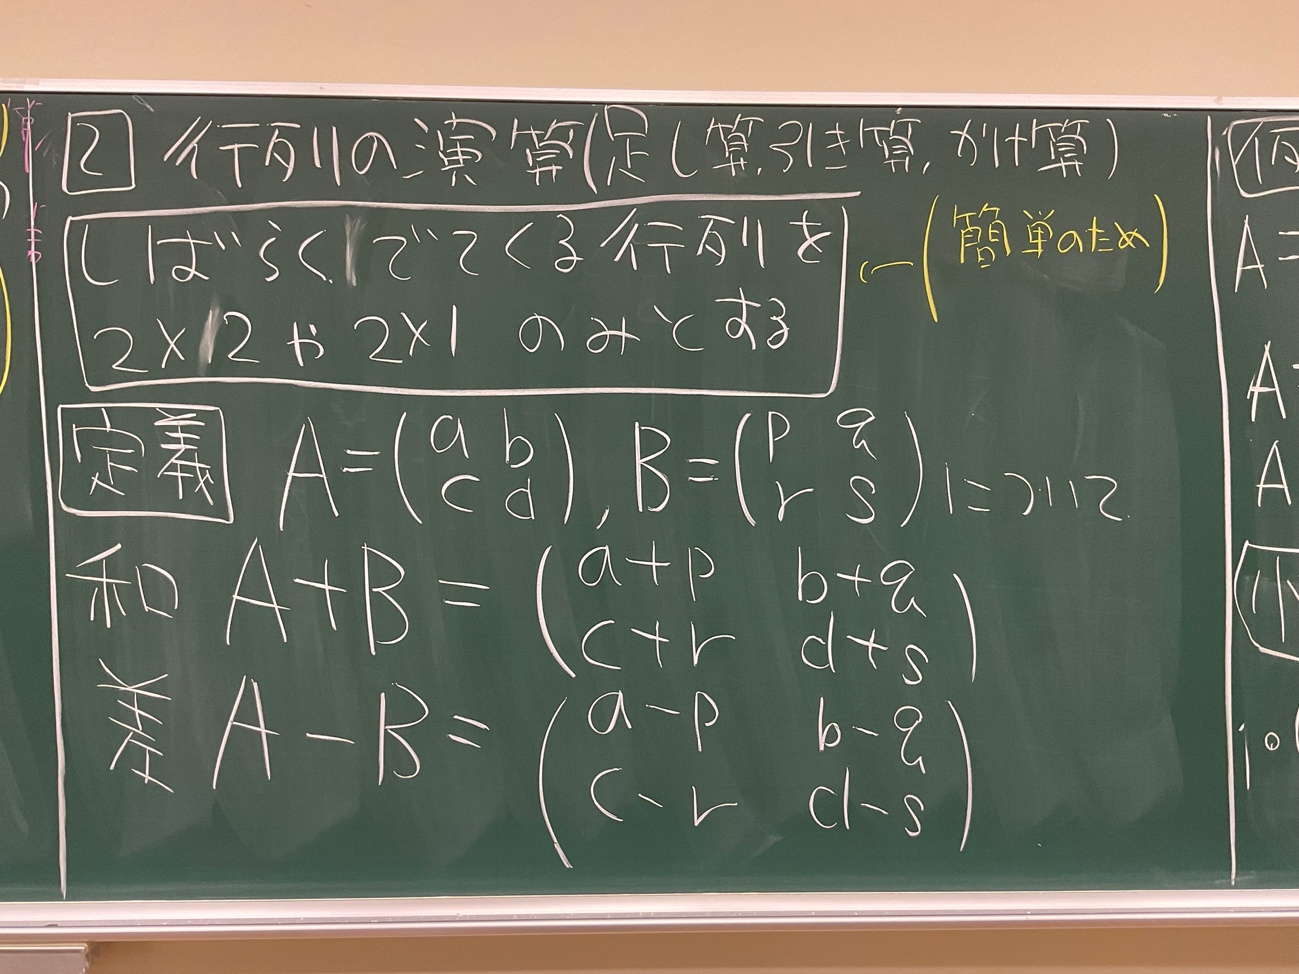 2 行列の演算(足し算,引き算,かけ算)
しばらくでてくる行列を
2×2や2×1のみとする
←(簡単のため)
定義 A=(a b c d), B=(p q r s)について
和 A+B=(a+p b+q
c+r d+s)
差 A-B=(a-p b-q
c-r d-s)
A=
A
A